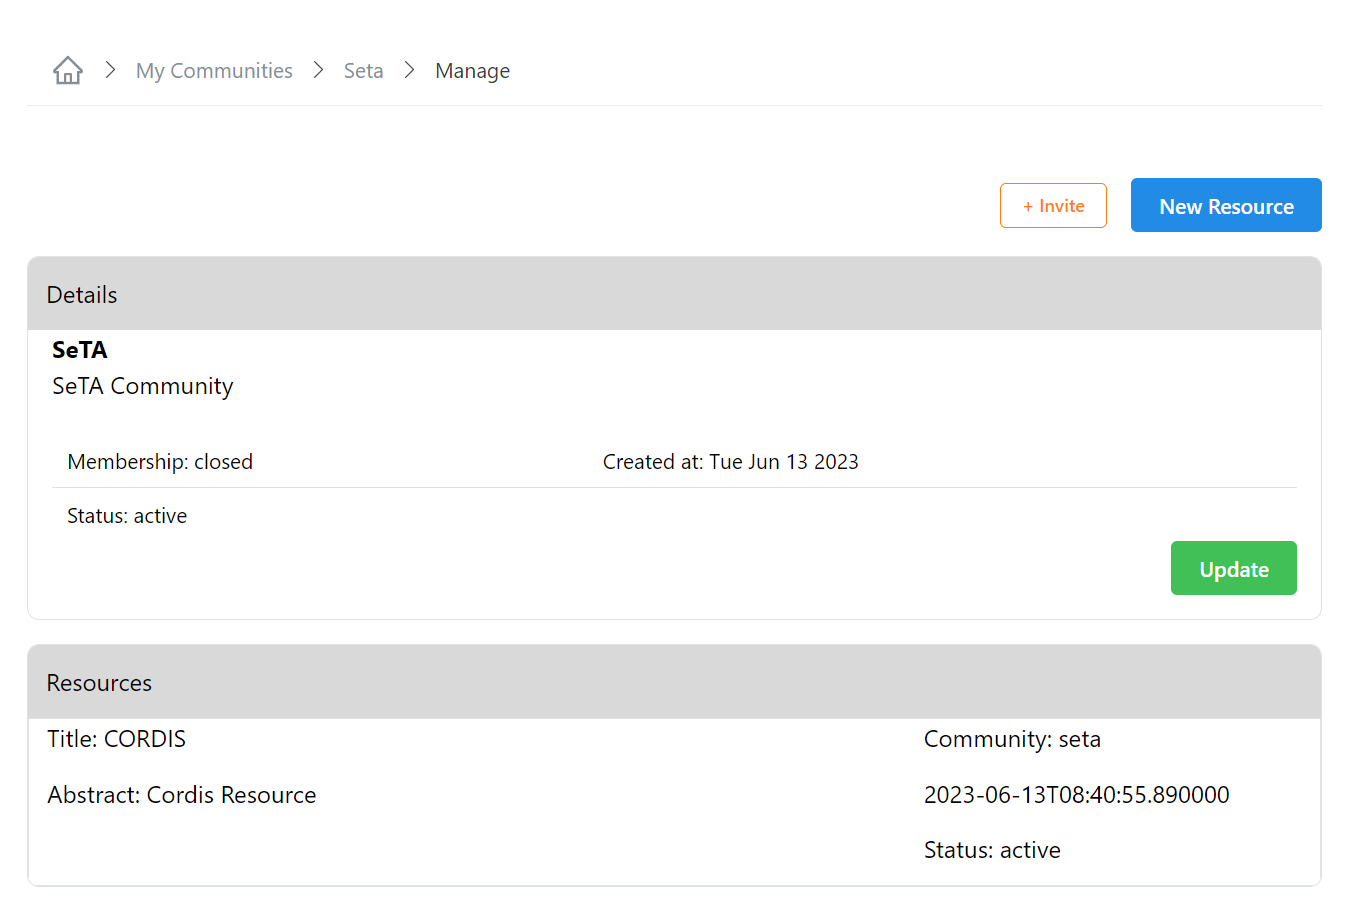 My Communities
Seta
Manage
+ Invite
New Resource
Details
SeTA
SeTA Community
Membership: closed
Created at: Tue Jun 13 2023
Status: active
Update
Resources
Title: CORDIS
Community: seta
Abstract: Cordis Resource
2023-06-13T08:40:55.890000
Status: active